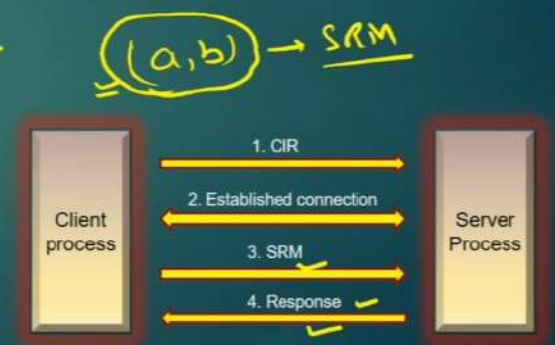 (a,b) → SRM
1. CIR
2. Established connection
Client process
Server Process
3. SRM
4. Response